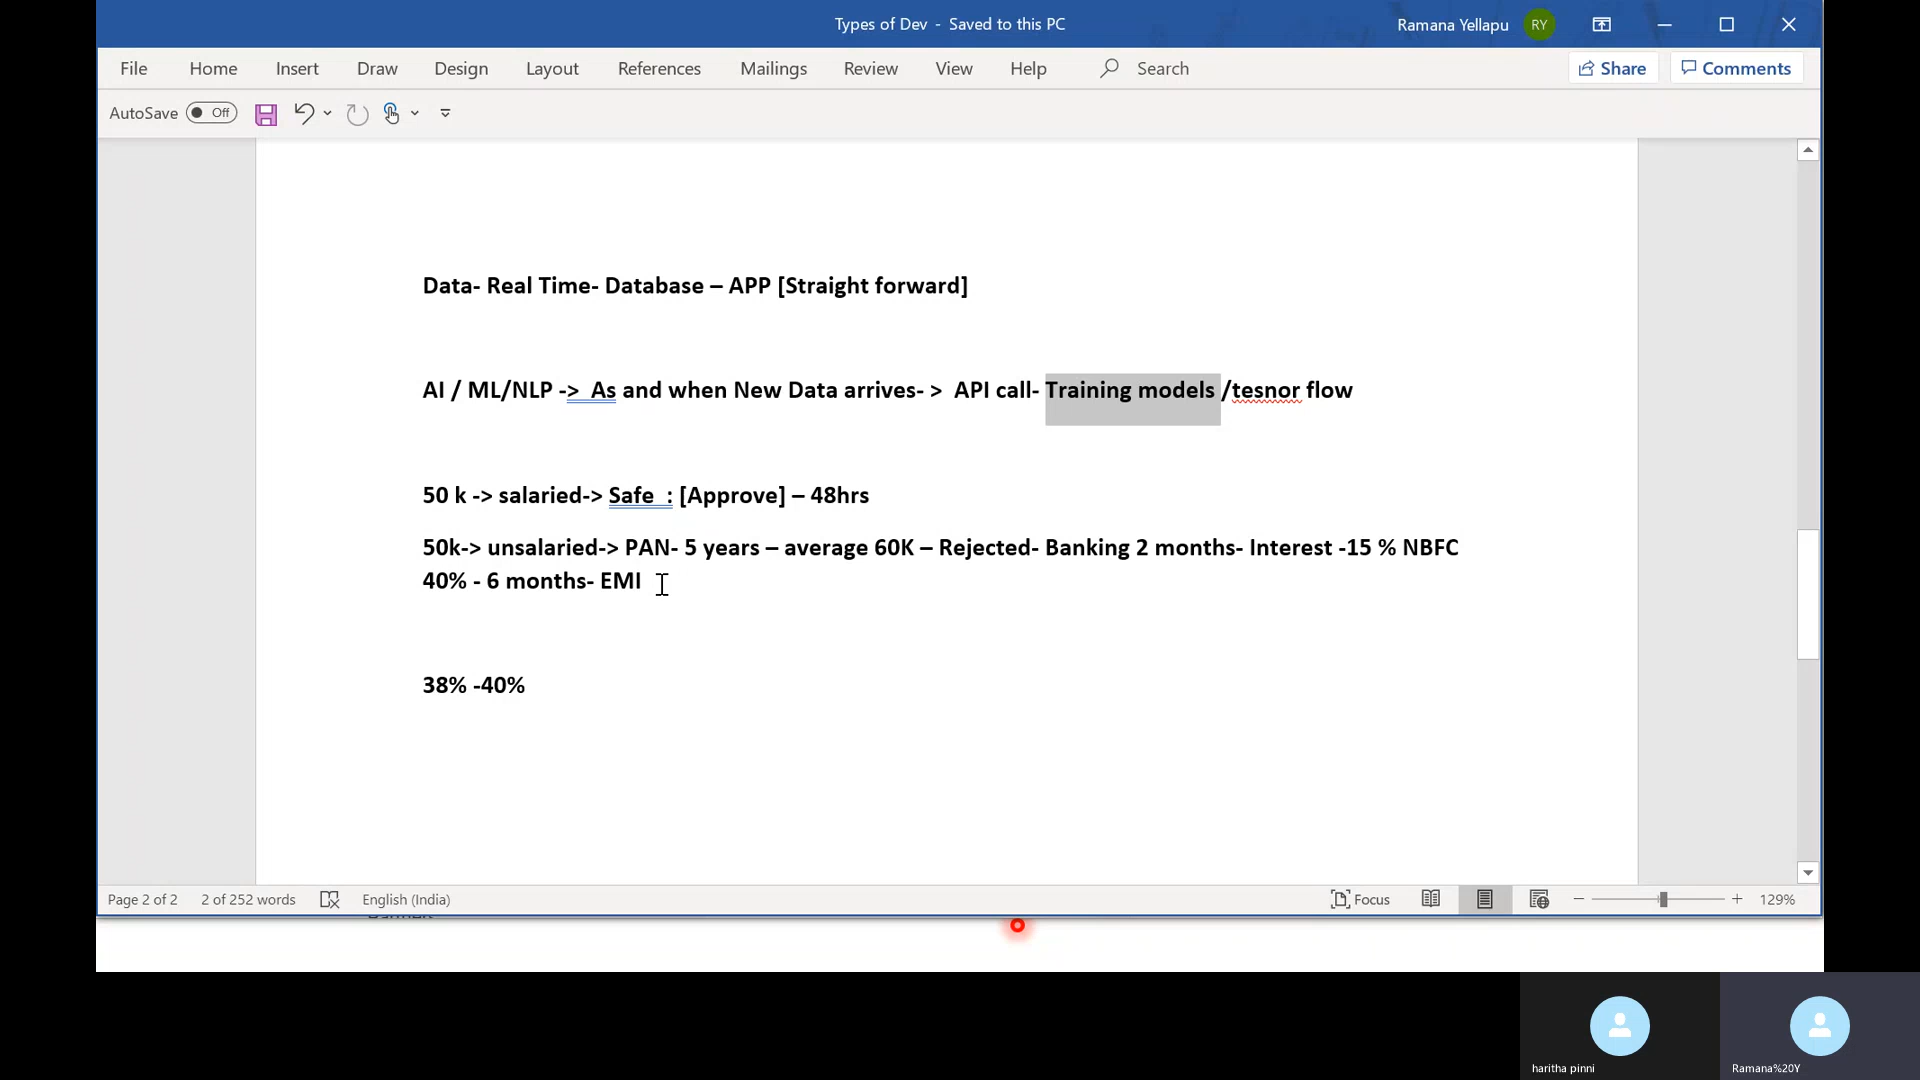 Types of Dev - Saved to this PC
Ramana Yellapu RY
File Home Insert Draw Design Layout References Mailings Review View Help Search Share Comments
AutoSave Off
Data- Real Time- Database – APP [Straight forward]
AI / ML/NLP -> As and when New Data arrives- > API call- Training models /tesnor flow
50 k -> salaried-> Safe : [Approve] – 48hrs
50k-> unsalaried-> PAN- 5 years – average 60K – Rejected- Banking 2 months- Interest -15 % NBFC
40% - 6 months- EMI
38% -40%
Page 2 of 2 2 of 252 words English (India) Focus 129%
haritha pinni
Ramana%20Y